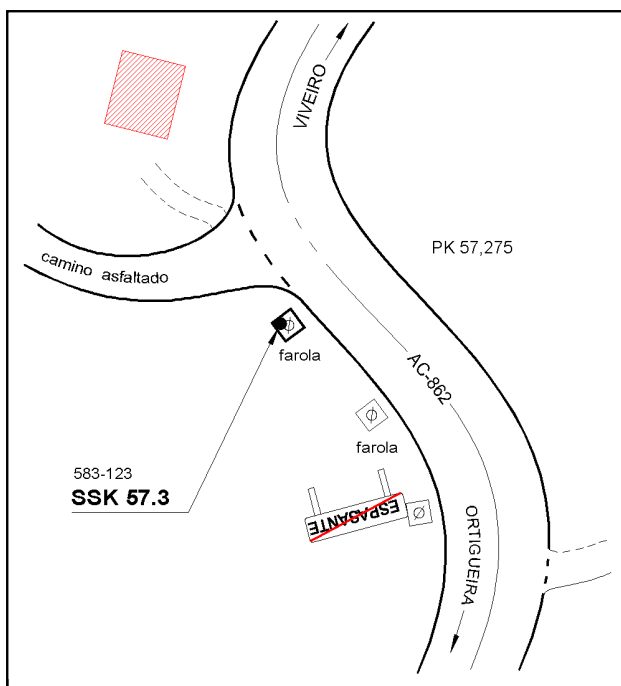 VIVEIRO
PK 57,275
camino asfaltado
farola
AC-862
farola
583-123
SSK 57.3
ESPASANTE
ORTIGUEIRA